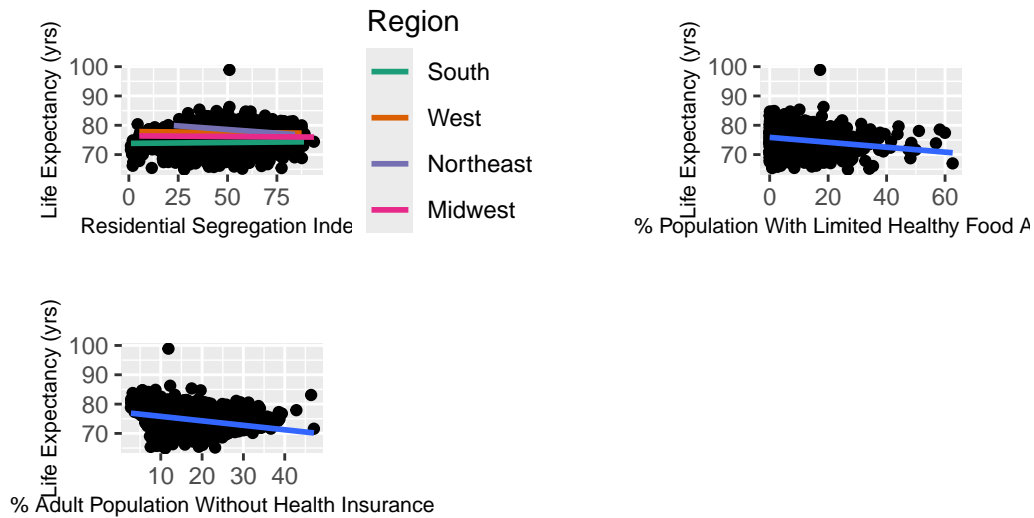 Region
South
West
Northeast
Midwest
Life Expectancy (yrs)
100
90
80
70
0 25 50 75
Residential Segregation Inde
Life Expectancy (yrs)
100
90
80
70
0 20 40 60
% Population With Limited Healthy Food A
Life Expectancy (yrs)
100
90
80
70
10 20 30 40
% Adult Population Without Health Insurance